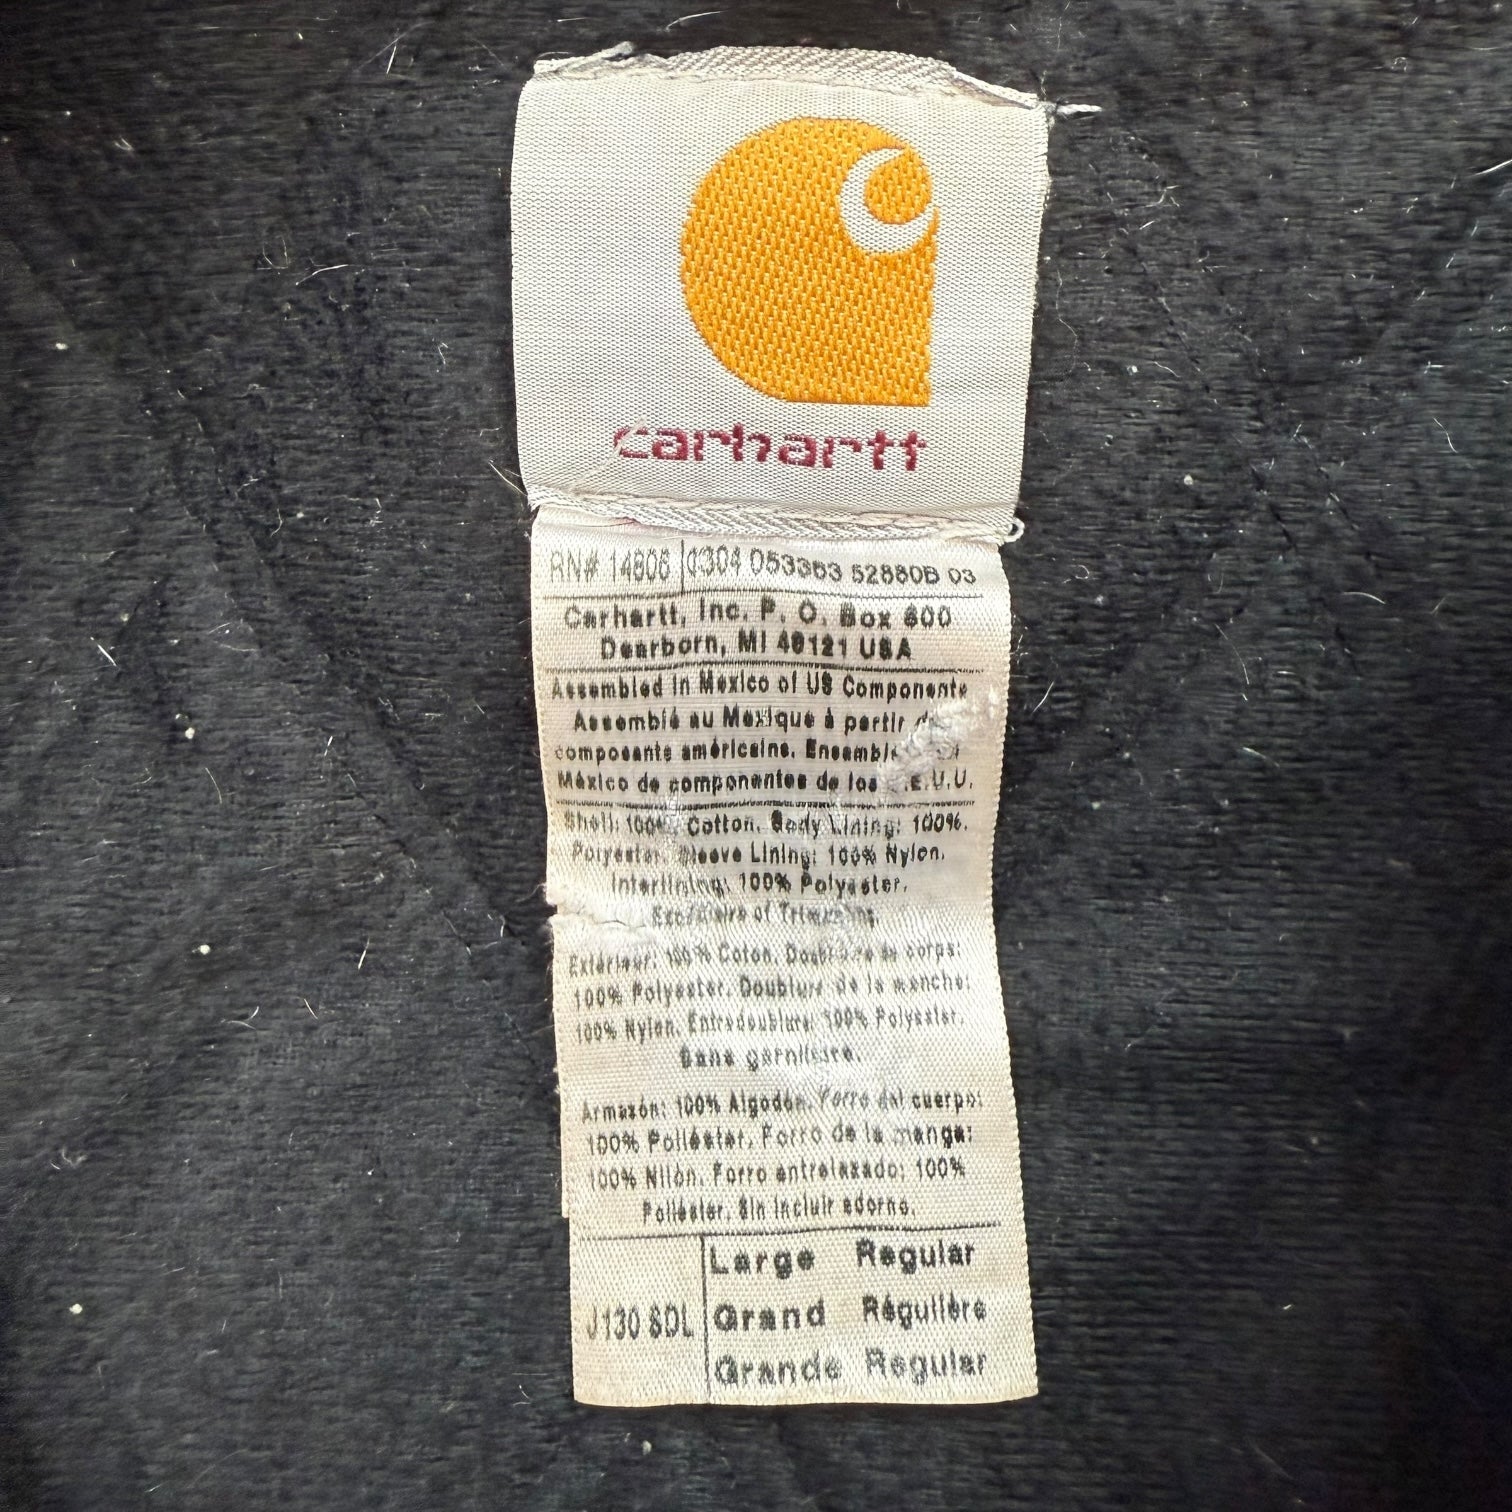 carhartt
RN# 14806 0304 053363 52880B 03
Carhartt, Inc. P. O. Box 600
Dearborn, MI 48121 USA
Assembled in Mexico of US Components
Assemblé au Mexique à partir de
composants américains. Ensamble
México de componentes de los E.U.U.
Shell: 100% Cotton. Body Lining: 100%
Polyester. Sleeve Lining: 100% Nylon.
Interlining: 100% Polyester.
Exclusive of Trimming.
Extérieur: 100% Coton. Doublure de corps:
100% Polyester. Doublure de la manche:
100% Nylon. Entredoublure: 100% Polyester.
Sans garniture.
Armazón: 100% Algodón. Forro del cuerpo:
100% Poliéster. Forro de la manga:
100% Nilón. Forro entrelazado: 100%
Poliéster. Sin incluir adorno.
J130 SDL
Large Regular
Grand Régulière
Grande Regular